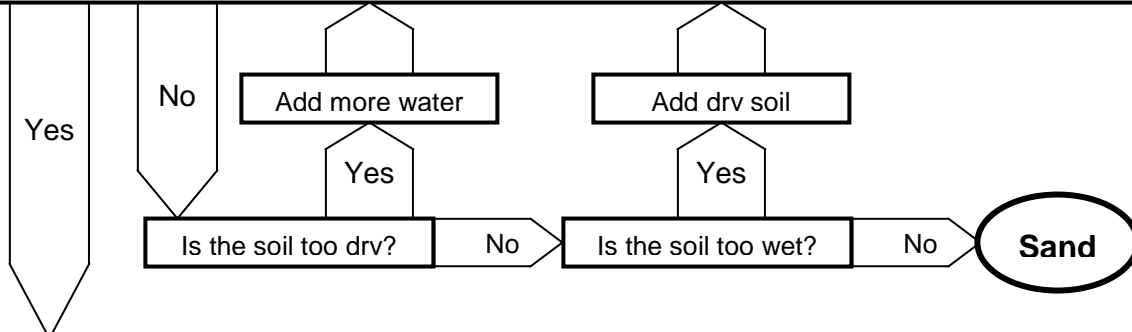 Add more water
Add drv soil
No
Yes
Yes
Yes
Is the soil too drv?
No
Is the soil too wet?
No
Sand